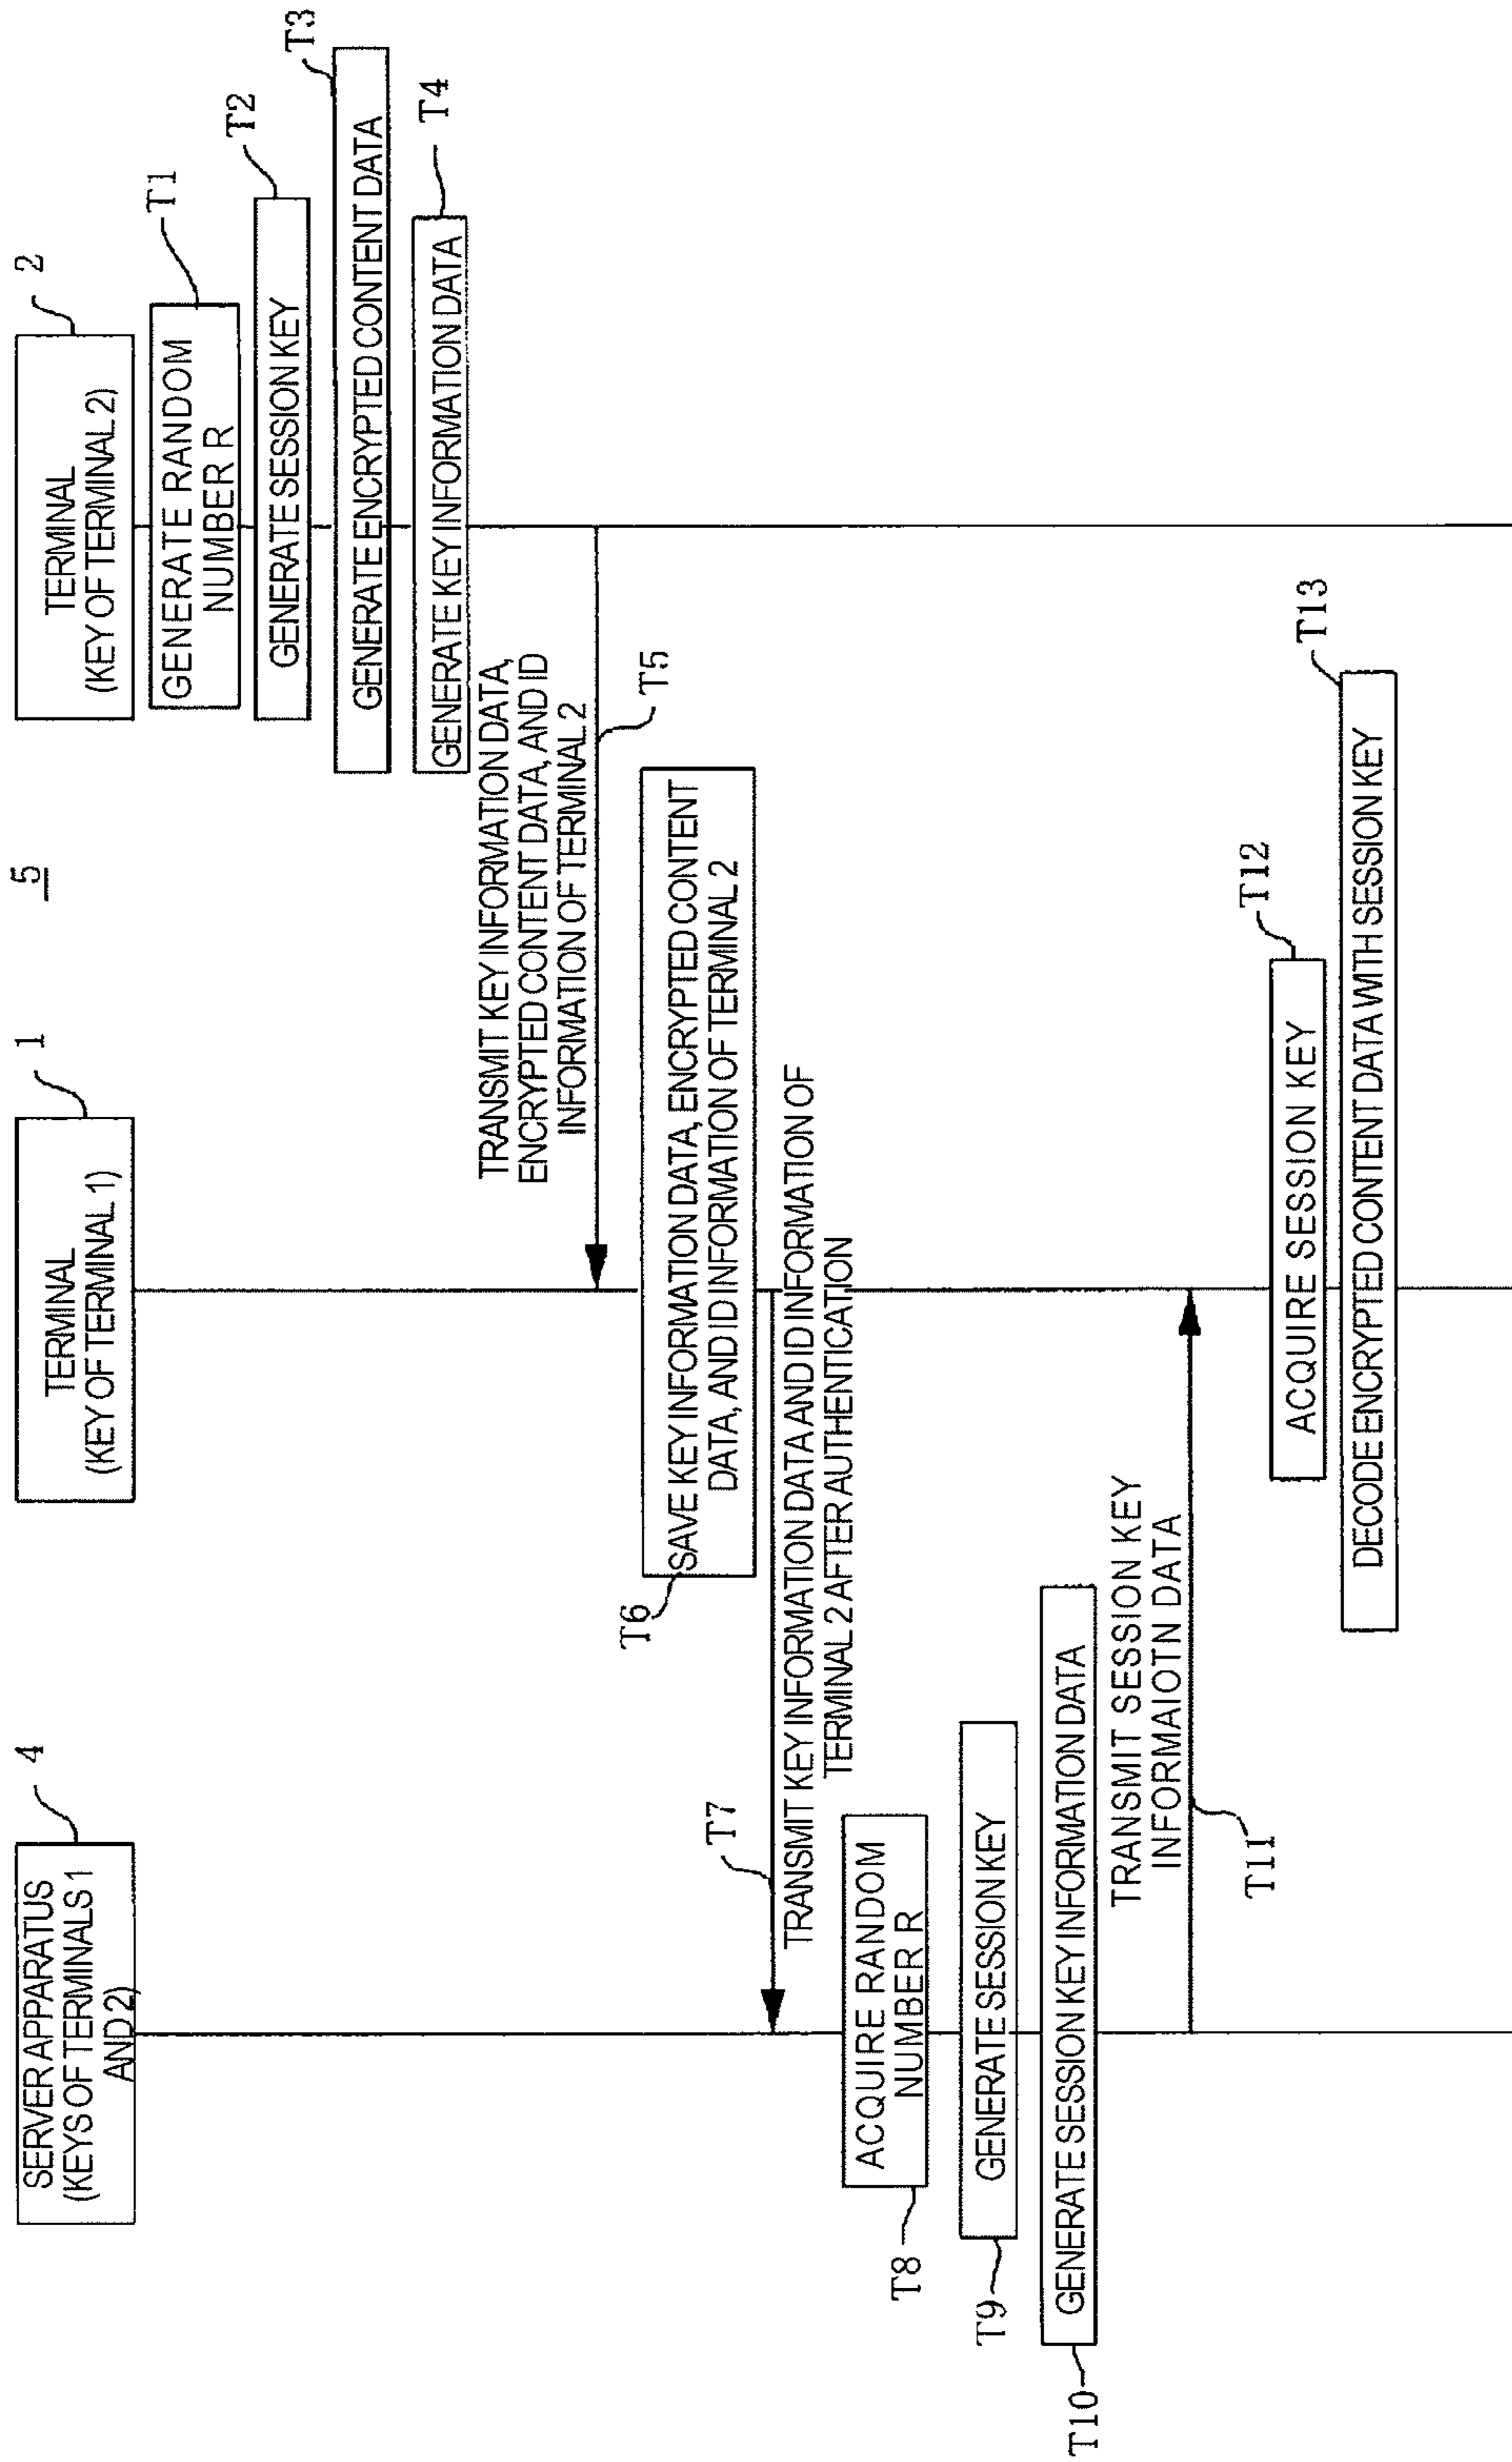 5
4
SERVER APPARATUS
(KEYS OF TERMINALS 1
AND 2)
1
TERMINAL
(KEY OF TERMINAL 1)
2
TERMINAL
(KEY OF TERMINAL 2)
GENERATE RANDOM
NUMBER R
T1
GENERATE SESSION KEY
T2
GENERATE ENCRYPTED CONTENT DATA
T3
GENERATE KEY INFORMATION DATA
T4
TRANSMIT KEY INFORMATION DATA,
ENCRYPTED CONTENT DATA, AND ID
INFORMATION OF TERMINAL 2
T5
T6
SAVE KEY INFORMATION DATA, ENCRYPTED CONTENT
DATA, AND ID INFORMATION OF TERMINAL 2
T7
TRANSMIT KEY INFORMATION DATA AND ID INFORMATION OF
TERMINAL 2 AFTER AUTHENTICATION
ACQUIRE RANDOM
NUMBER R
T8
GENERATE SESSION KEY
T9
GENERATE SESSION KEY INFORMATION DATA
T10
TRANSMIT SESSION KEY
INFORMAIOTN DATA
T11
ACQUIRE SESSION KEY
T12
DECODE ENCRYPTED CONTENT DATA WITH SESSION KEY
T13